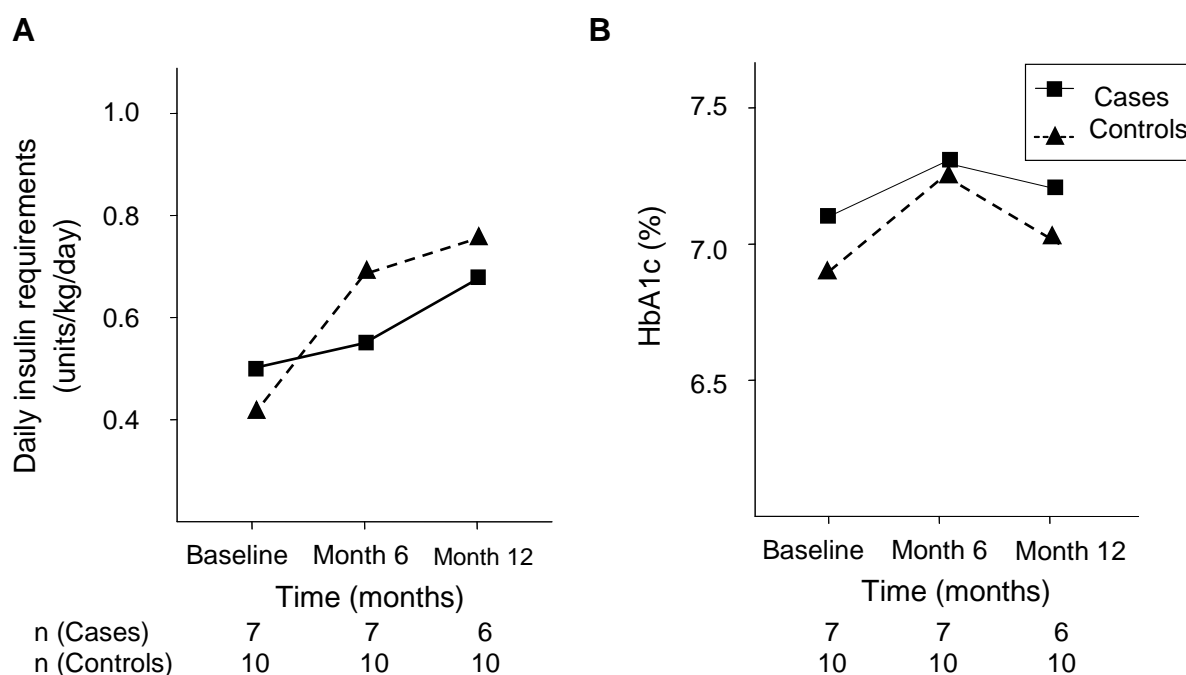 A
Daily insulin requirements
(units/kg/day)
1.0
0.8
0.6
0.4
Baseline Month 6 Month 12
Time (months)
n (Cases) 7 7 6
n (Controls) 10 10 10
B
HbA1c (%)
7.5
7.0
6.5
Cases
Controls
Baseline Month 6 Month 12
Time (months)
7 7 6
10 10 10